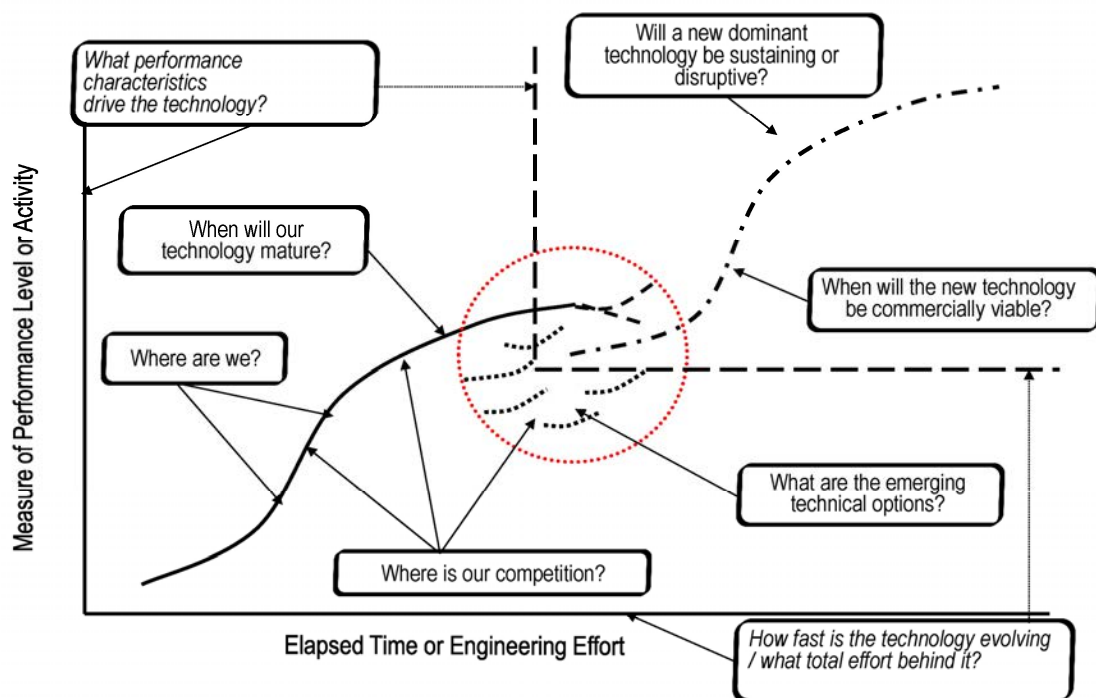 What performance
characteristics
drive the technology?
Will a new dominant
technology be sustaining or
disruptive?
When will our
technology mature?
When will the new technology
be commercially viable?
Where are we?
What are the emerging
technical options?
Where is our competition?
Measure of Performance Level or Activity
Elapsed Time or Engineering Effort
How fast is the technology evolving
/ what total effort behind it?